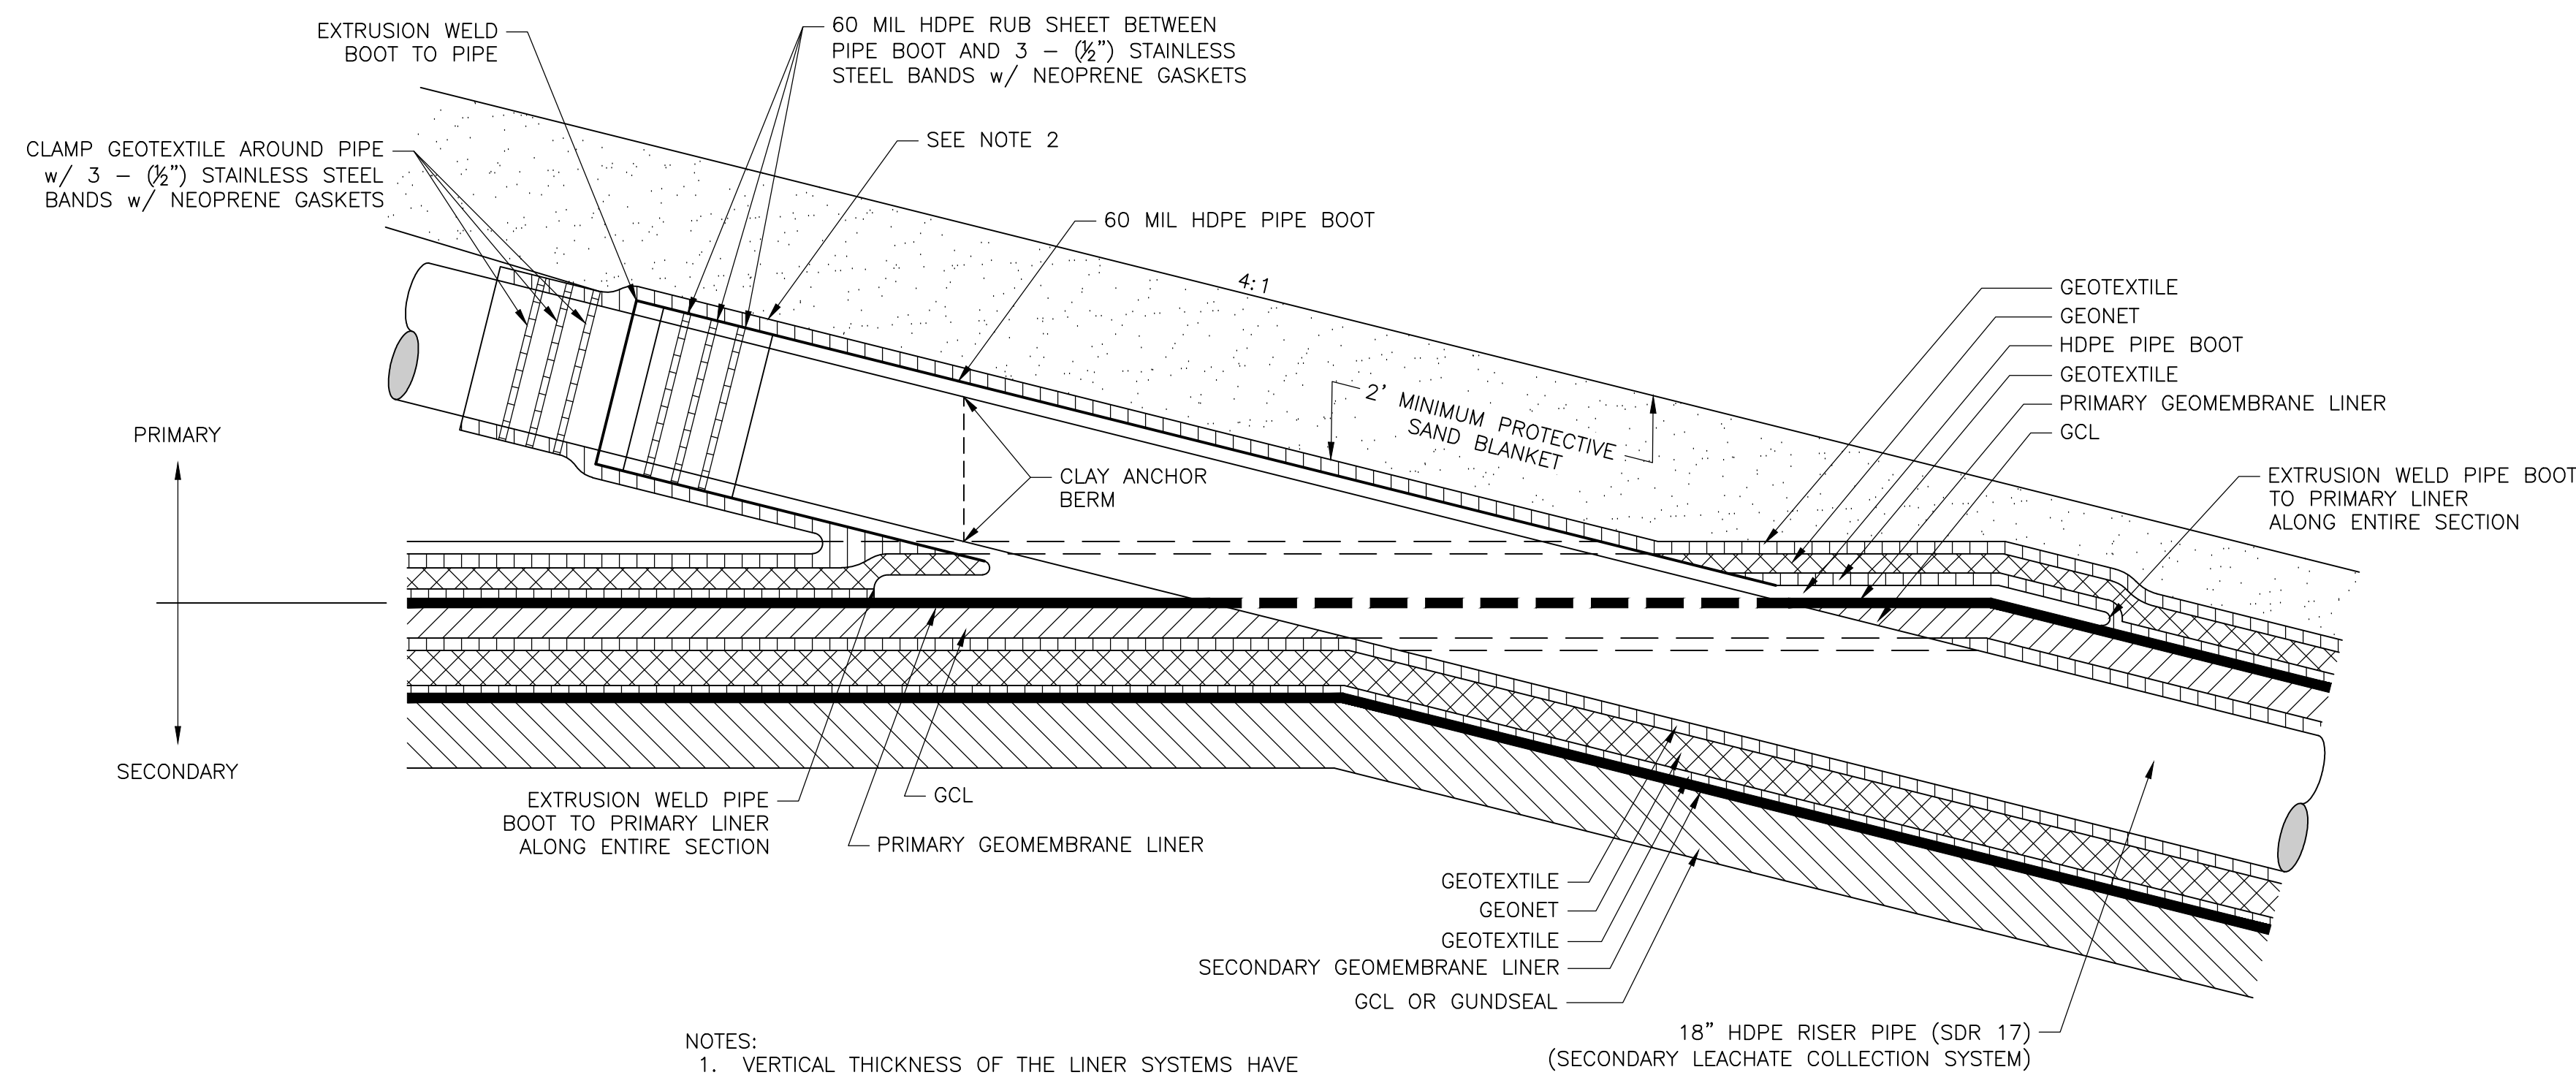 EXTRUSION WELD
BOOT TO PIPE
60 MIL HDPE RUB SHEET BETWEEN
PIPE BOOT AND 3 – (½") STAINLESS
STEEL BANDS w/ NEOPRENE GASKETS
CLAMP GEOTEXTILE AROUND PIPE
w/ 3 – (½") STAINLESS STEEL
BANDS w/ NEOPRENE GASKETS
SEE NOTE 2
60 MIL HDPE PIPE BOOT
4:1
2' MINIMUM PROTECTIVE
SAND BLANKET
GEOTEXTILE
GEONET
HDPE PIPE BOOT
GEOTEXTILE
PRIMARY GEOMEMBRANE LINER
GCL
EXTRUSION WELD PIPE BOOT
TO PRIMARY LINER
ALONG ENTIRE SECTION
PRIMARY
CLAY ANCHOR
BERM
SECONDARY
EXTRUSION WELD PIPE
BOOT TO PRIMARY LINER
ALONG ENTIRE SECTION
GCL
PRIMARY GEOMEMBRANE LINER
GEOTEXTILE
GEONET
GEOTEXTILE
SECONDARY GEOMEMBRANE LINER
GCL OR GUNDSEAL
18" HDPE RISER PIPE (SDR 17)
(SECONDARY LEACHATE COLLECTION SYSTEM)
NOTES:
1. VERTICAL THICKNESS OF THE LINER SYSTEMS HAVE